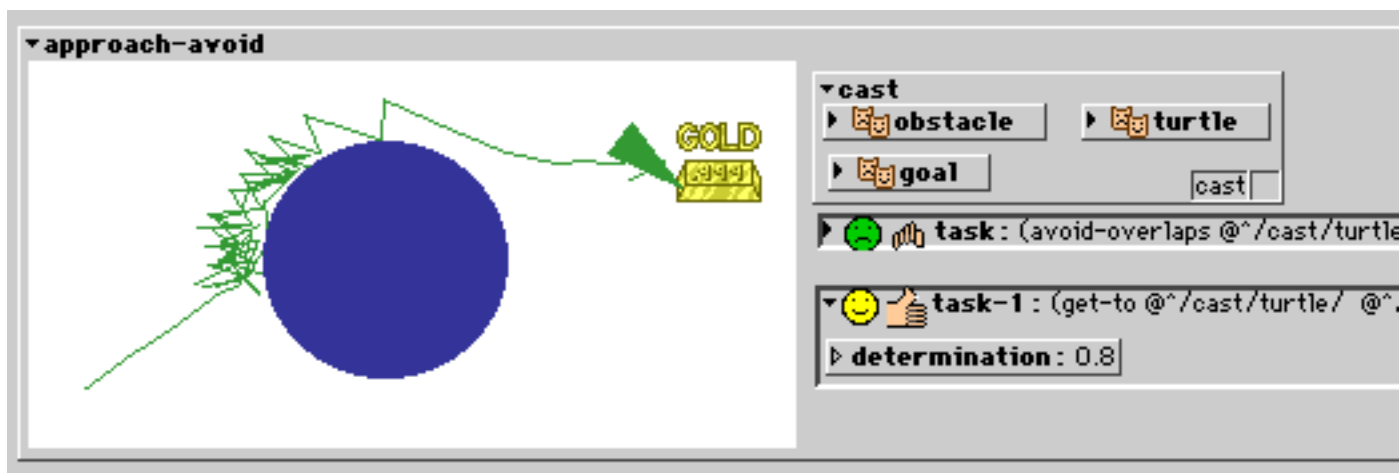 approach-avoid
GOLD
999
cast
obstacle
turtle
goal
cast
task: (avoid-overlaps @^/cast/turtle
task-1: (get-to @^/cast/turtle/ @^.
determination: 0.8